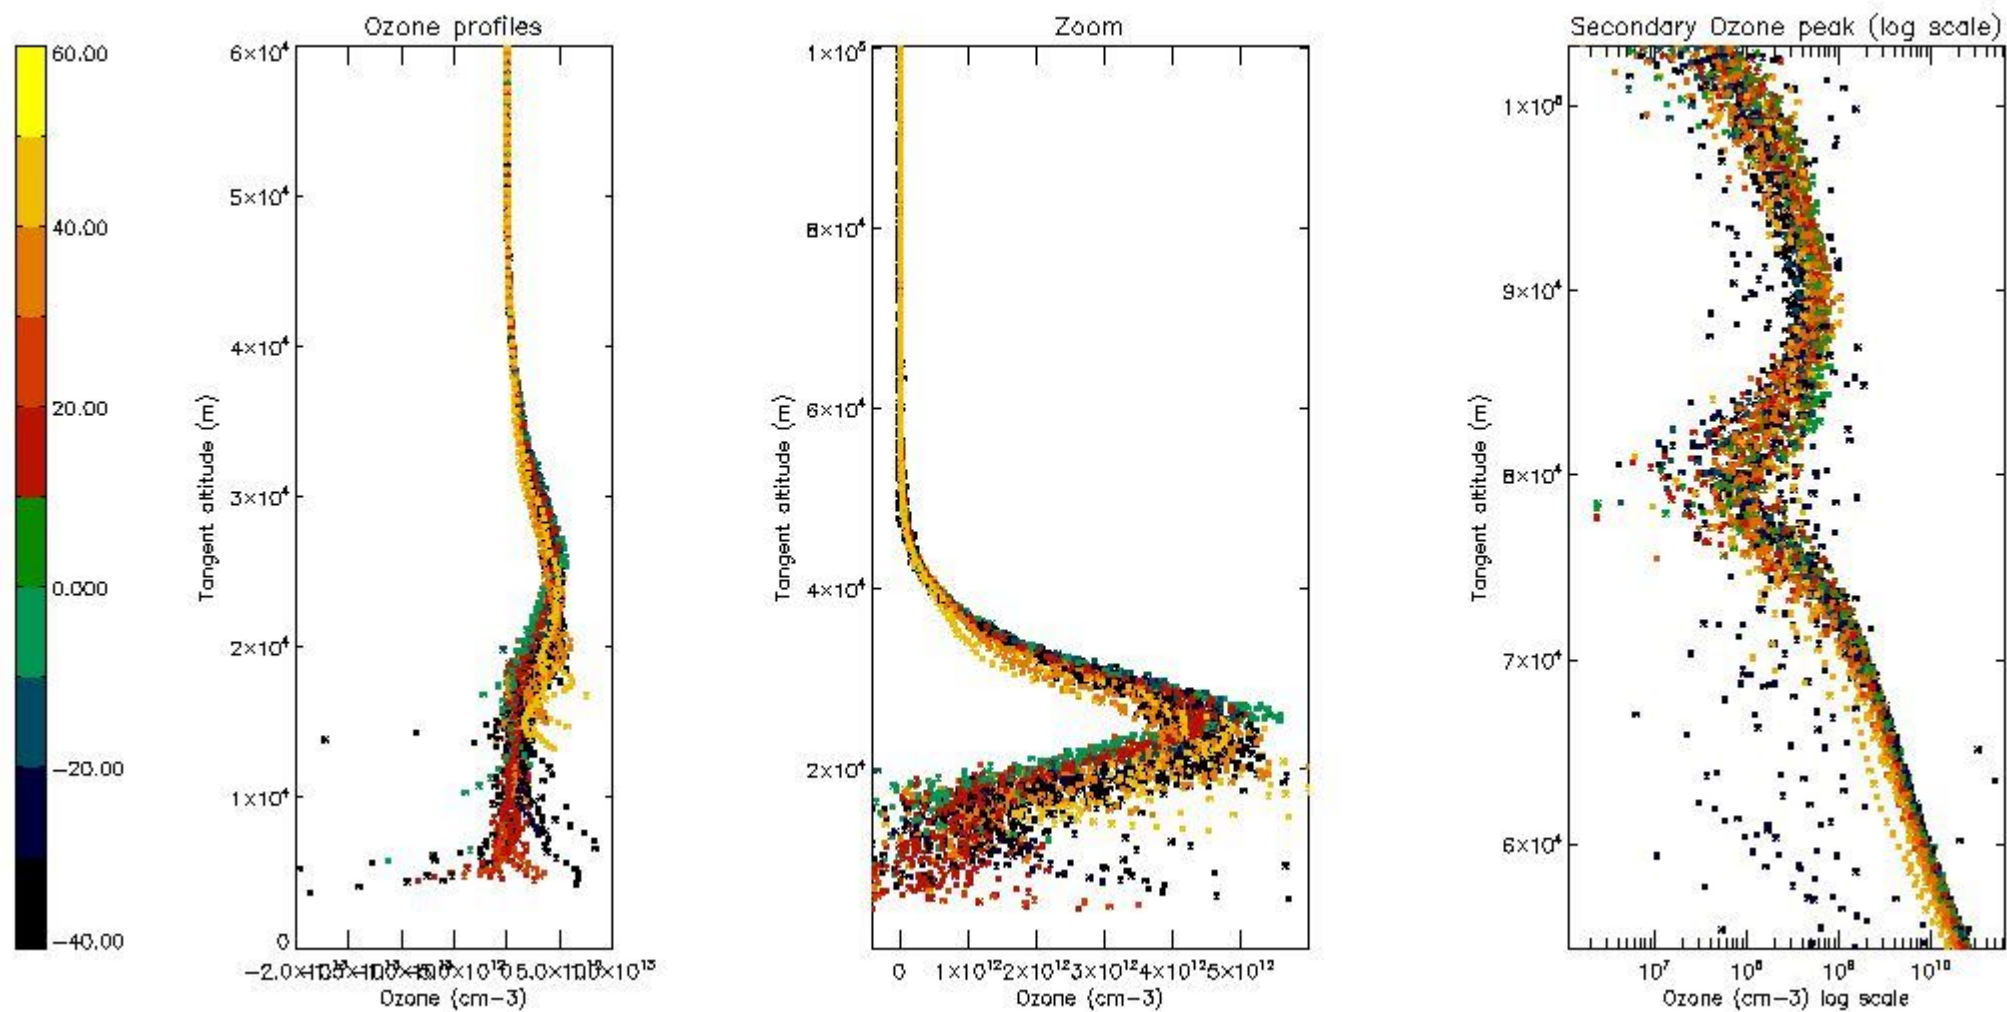 Ozone profiles
Zoom
Secondary Ozone peak (log scale)
60.00
40.00
20.00
0.000
-20.00
-40.00
6×10⁴
5×10⁴
4×10⁴
3×10⁴
2×10⁴
1×10⁴
0
Tangent altitude (m)
5.0×10¹²
Ozone (cm-3)
1×10⁵
8×10⁴
6×10⁴
4×10⁴
2×10⁴
Tangent altitude (m)
0 1×10¹² 2×10¹² 3×10¹² 4×10¹² 5×10¹²
Ozone (cm-3)
9×10⁴
8×10⁴
7×10⁴
6×10⁴
Tangent altitude (m)
10⁷ 10⁸ 10⁹ 10¹⁰
Ozone (cm-3) log scale